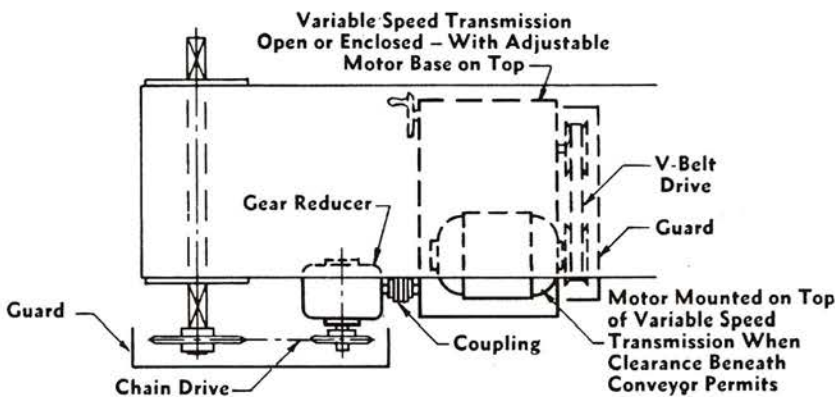 Variable Speed Transmission
Open or Enclosed – With Adjustable
Motor Base on Top
V-Belt
Drive
Gear Reducer
Guard
Guard
Coupling
Chain Drive
Motor Mounted on Top
of Variable Speed
Transmission When
Clearance Beneath
Conveyor Permits